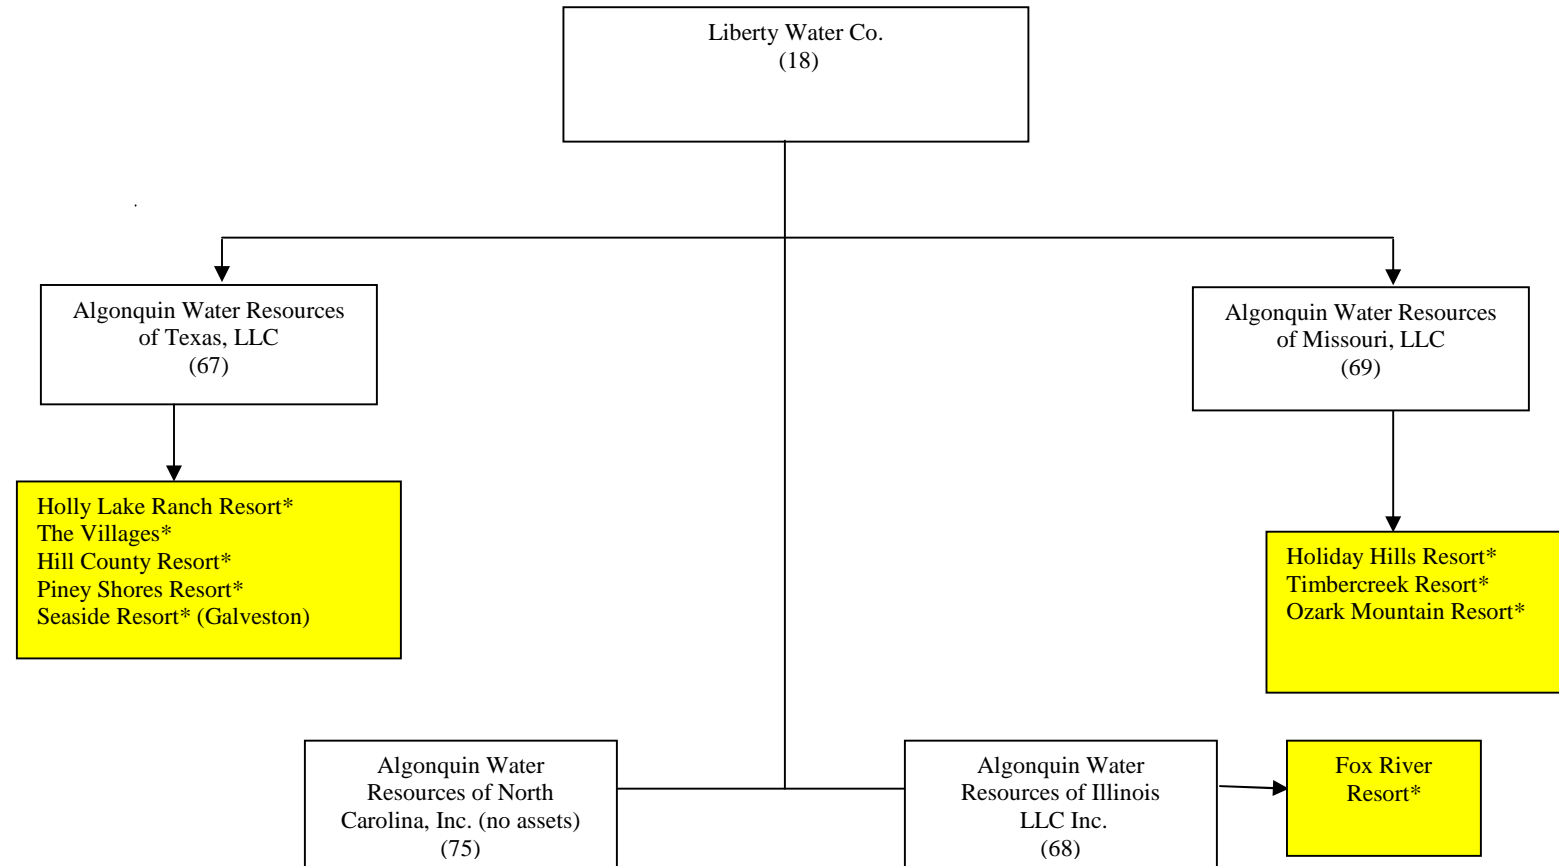 Liberty Water Co.
(18)
Algonquin Water Resources
of Texas, LLC
(67)
Algonquin Water Resources
of Missouri, LLC
(69)
Holly Lake Ranch Resort*
The Villages*
Hill County Resort*
Piney Shores Resort*
Seaside Resort* (Galveston)
Holiday Hills Resort*
Timbercreek Resort*
Ozark Mountain Resort*
Algonquin Water
Resources of North
Carolina, Inc. (no assets)
(75)
Algonquin Water
Resources of Illinois
LLC Inc.
(68)
Fox River
Resort*